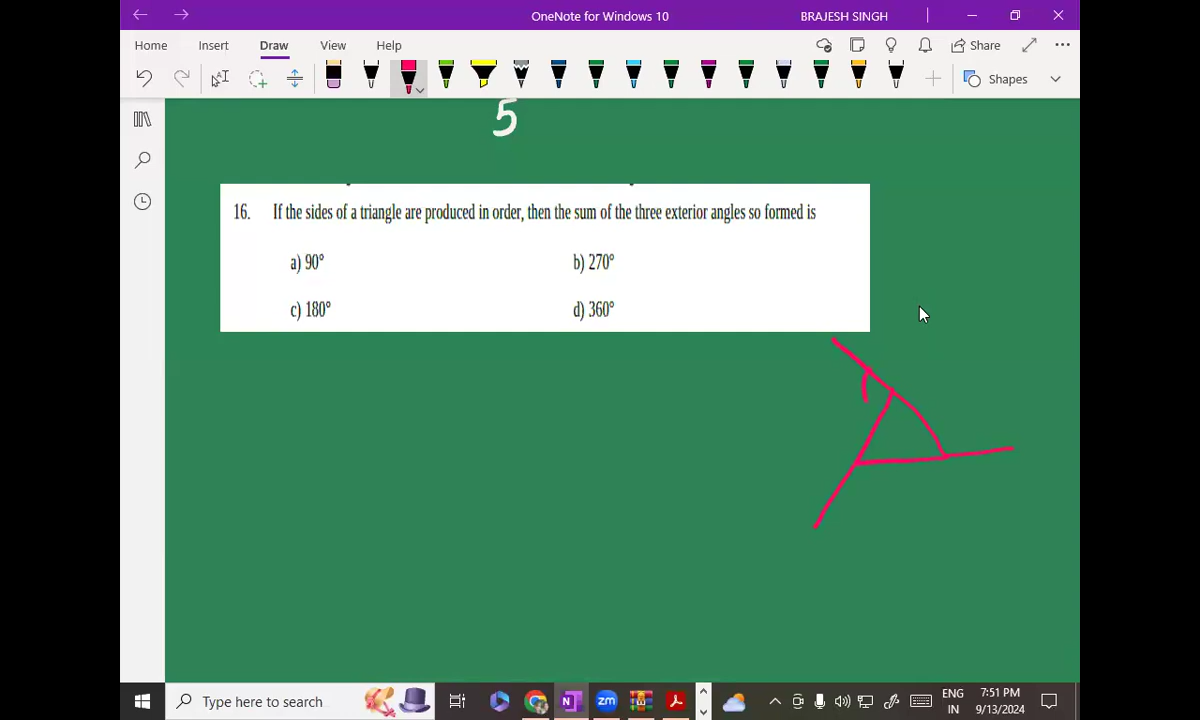 OneNote for Windows 10
BRAJESH SINGH
Home Insert Draw View Help
Share
Shapes
5
16. If the sides of a triangle are produced in order, then the sum of the three exterior angles so formed is
a) 90° b) 270°
c) 180° d) 360°
Type here to search
zm
ENG
IN
7:51 PM
9/13/2024